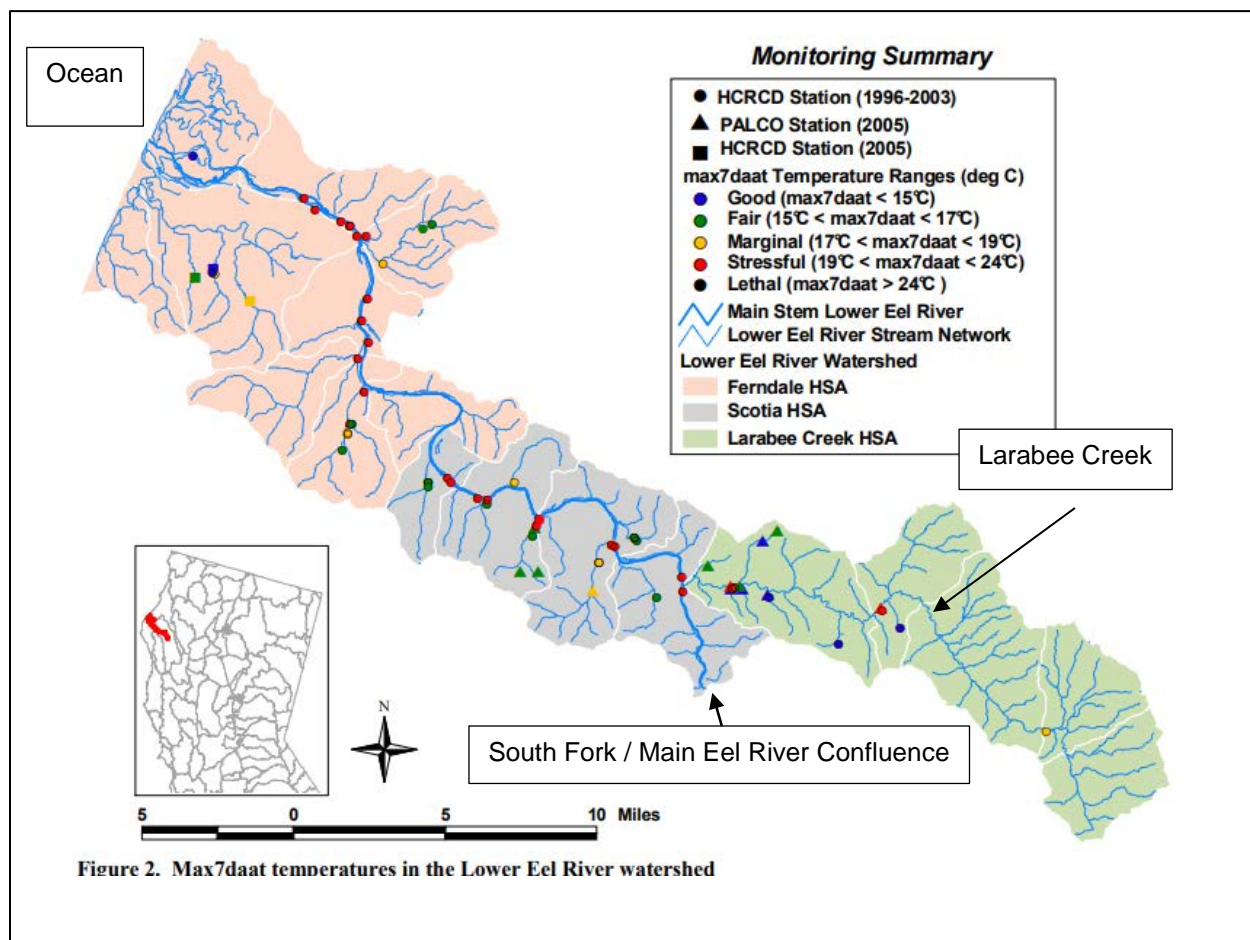 Ocean
Monitoring Summary
HCRCD Station (1996-2003)
PALCO Station (2005)
HCRCD Station (2005)
max7daat Temperature Ranges (deg C)
Good (max7daat < 15°C)
Fair (15°C < max7daat < 17°C)
Marginal (17°C < max7daat < 19°C)
Stressful (19°C < max7daat < 24°C)
Lethal (max7daat > 24°C )
Main Stem Lower Eel River
Lower Eel River Stream Network
Lower Eel River Watershed
Ferndale HSA
Scotia HSA
Larabee Creek HSA
Larabee Creek
South Fork / Main Eel River Confluence
N
5 0 5 10 Miles
Figure 2. Max7daat temperatures in the Lower Eel River watershed